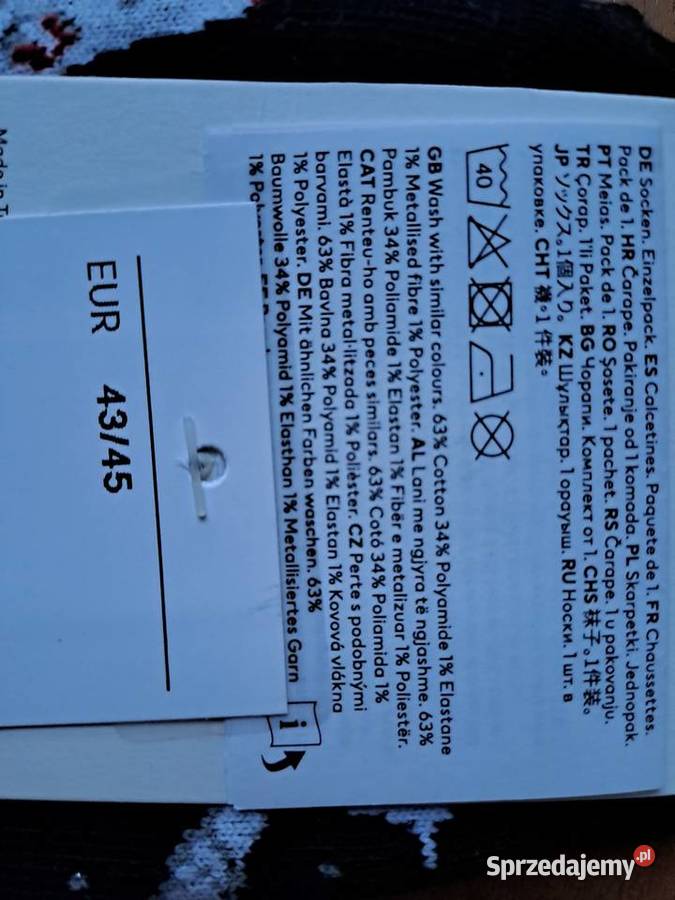 DE Socken. Einzelpack. ES Calcetines. Paquete de 1. FR Chaussettes.
Pack de 1. HR Čarape. Pakiranje od 1 komada. PL Skarpetki. Jednopak.
PT Meias. Pack de 1. RO Șosete. 1 pachet. RS Čarape. 1 u pakovanju.
TR Çorap. 1'li Paket. BG Чорапи. Комплект от 1. CHS 袜子。1件装。
JP ソックス。1個入り。 KZ Шұлықтар. 1 орауыш. RU Носки. 1 шт. в
упаковке. CHT 襪。1 件裝。
40
GB Wash with similar colours. 63% Cotton 34% Polyamide 1% Elastane
1% Metallised fibre 1% Polyester. AL Lani me ngjyra të ngjashme. 63%
Pambuk 34% Poliamide 1% Elastan 1% Fibër e metalizuar 1% Poliestër.
CAT Renteu-ho amb peces similars. 63% Cotó 34% Poliamida 1%
Elastà 1% Fibra metal·litzada 1% Polièster. CZ Perte s podobnými
barvami. 63% Bavlna 34% Polyamid 1% Elastan 1% Kovová vlákna
1% Polyester. DE Mit ähnlichen Farben waschen. 63%
Baumwolle 34% Polyamid 1% Elasthan 1% Metallisiertes Garn
1%
i
Made in
EUR 43/45
Sprzedajemy.pl